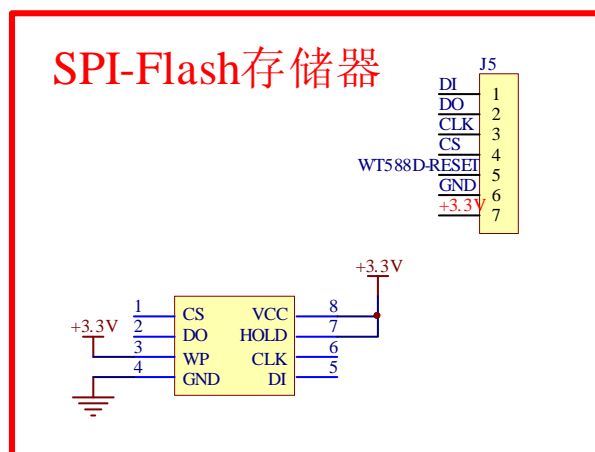 SPI-Flash存储器
J5
DI 1
DO 2
CLK 3
CS 4
WT588D-RESET 5
GND 6
+3.3V 7
+3.3V
+3.3V
1 CS VCC 8
2 DO HOLD 7
3 WP CLK 6
4 GND DI 5